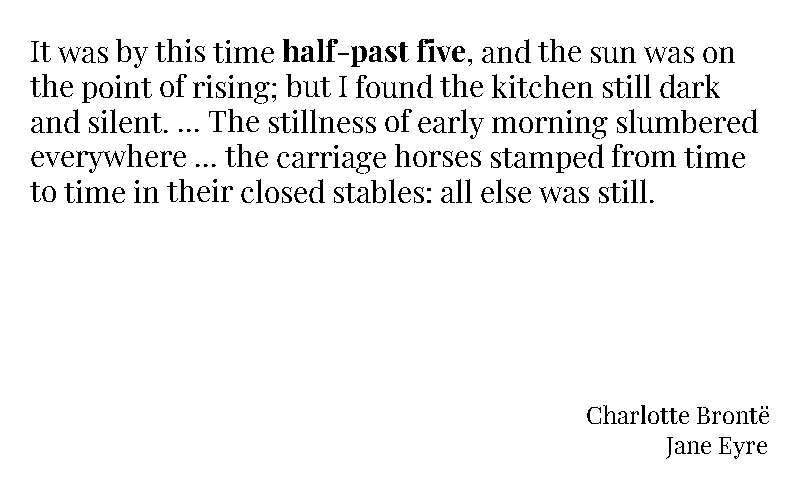 It was by this time half-past five, and the sun was on
the point of rising; but I found the kitchen still dark
and silent. ... The stillness of early morning slumbered
everywhere ... the carriage horses stamped from time
to time in their closed stables: all else was still.
Charlotte Brontë
Jane Eyre